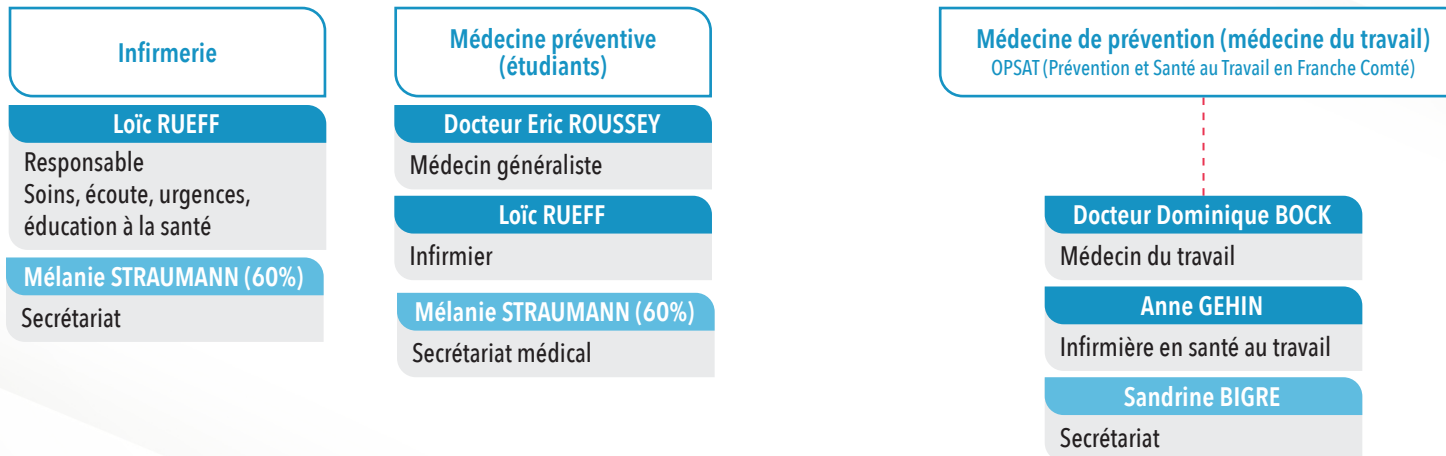 Infirmerie
Loïc RUEFF
Responsable
Soins, écoute, urgences,
éducation à la santé
Mélanie STRAUMANN (60%)
Secrétariat
Médecine préventive
(étudiants)
Docteur Eric ROUSSEY
Médecin généraliste
Loïc RUEFF
Infirmier
Mélanie STRAUMANN (60%)
Secrétariat médical
Médecine de prévention (médecine du travail)
OPSAT (Prévention et Santé au Travail en Franche Comté)
Docteur Dominique BOCK
Médecin du travail
Anne GEHIN
Infirmière en santé au travail
Sandrine BIGRE
Secrétariat